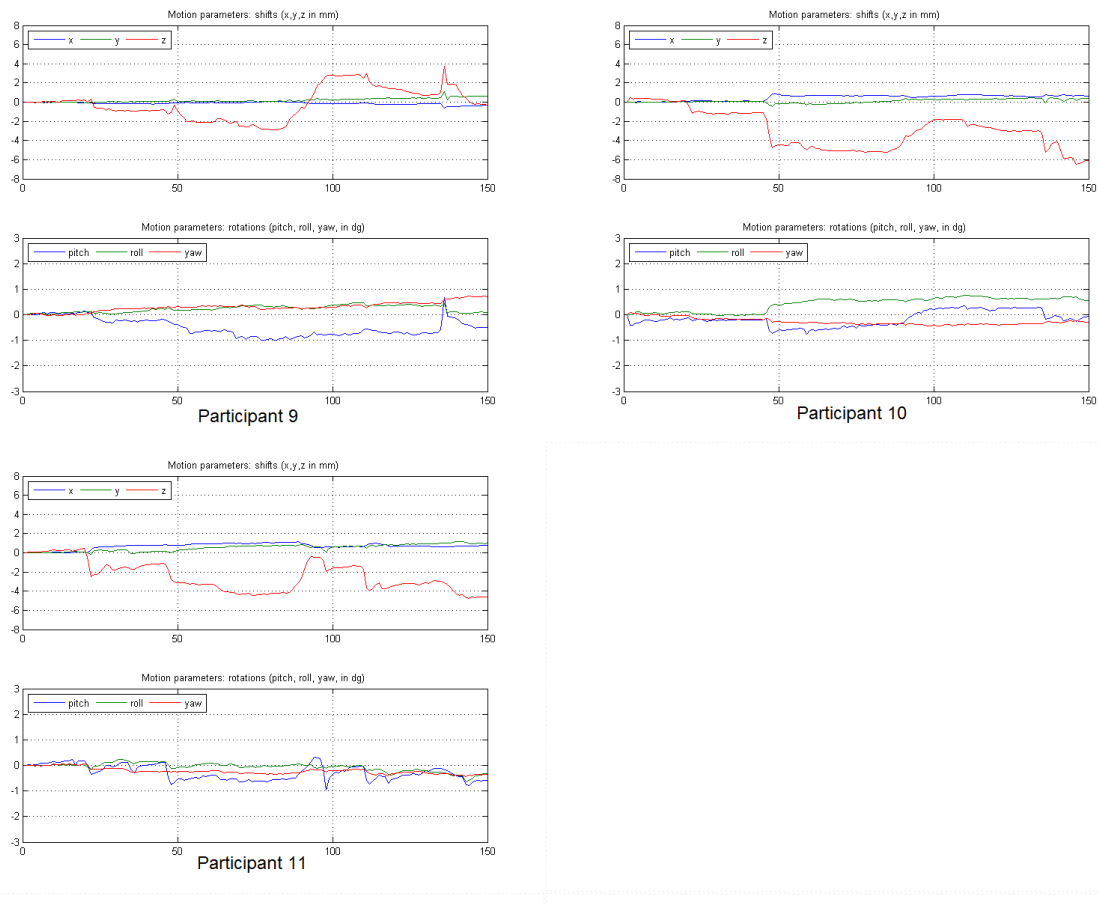 Motion parameters: shifts (x,y,z in mm)
8
x y z
6
4
2
0
-2
-4
-6
-8
0 50 100 150
Motion parameters: rotations (pitch, roll, yaw, in dg)
3
pitch roll yaw
2
1
0
-1
-2
-3
0 50 100 150
Participant 9
Motion parameters: shifts (x,y,z in mm)
8
x y z
6
4
2
0
-2
-4
-6
-8
0 50 100 150
Motion parameters: rotations (pitch, roll, yaw, in dg)
3
pitch roll yaw
2
1
0
-1
-2
-3
0 50 100 150
Participant 10
Motion parameters: shifts (x,y,z in mm)
8
x y z
6
4
2
0
-2
-4
-6
-8
0 50 100 150
Motion parameters: rotations (pitch, roll, yaw, in dg)
3
pitch roll yaw
2
1
0
-1
-2
-3
0 50 100 150
Participant 11